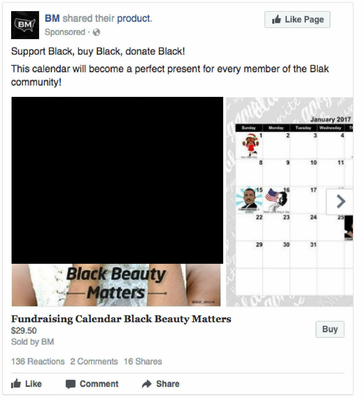 BM
BM shared their product.
Sponsored ·
Like Page
Support Black, buy Black, donate Black!
This calendar will become a perfect present for every member of the Blak
community!
January 2017
Sunday Monday Tuesday Wednesday
1 2 3 4
8 9 10 11
15 16 17
22 23 24 25
29 30 31
Black Beauty
Matters
Fundraising Calendar Black Beauty Matters
$29.50
Sold by BM
Buy
136 Reactions 2 Comments 16 Shares
Like Comment Share